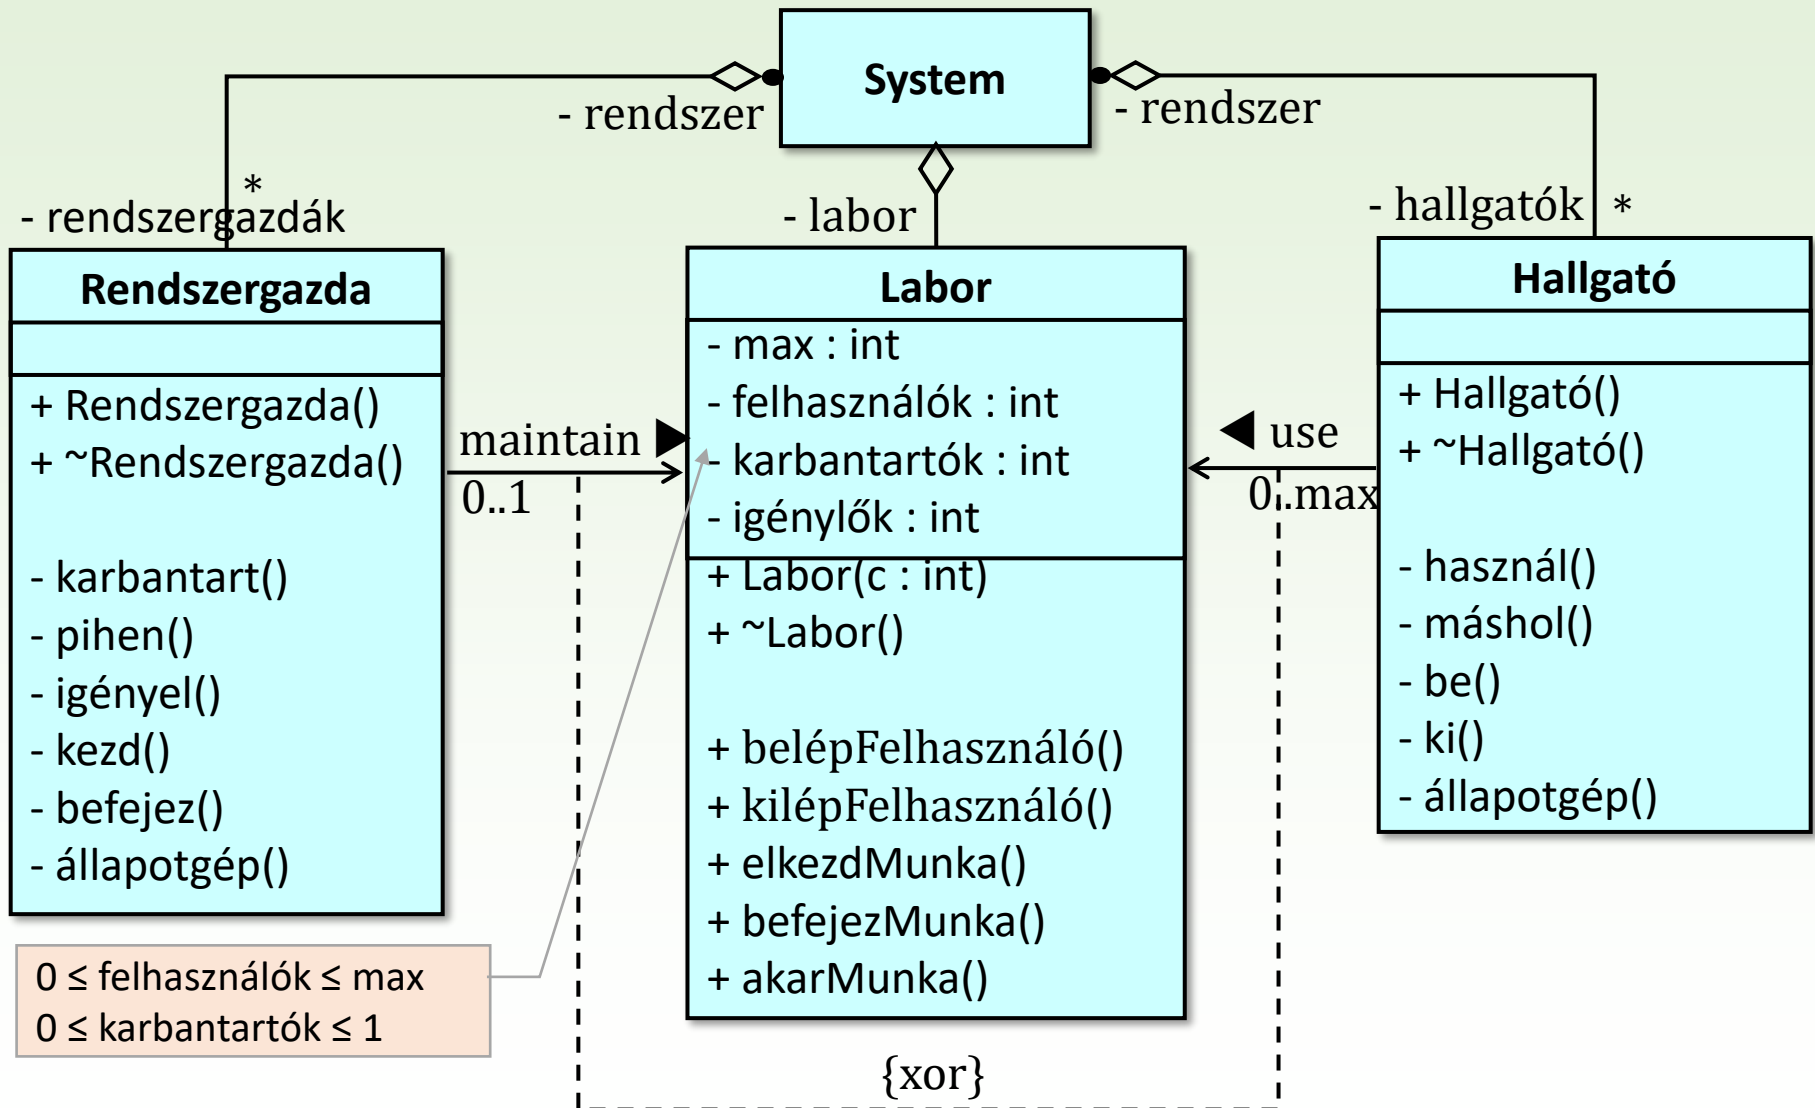 System
- rendszer
- rendszer
*
- rendszergazdák
- labor
- hallgatók *
Rendszergazda
+ Rendszergazda()
+ ~Rendszergazda()
- karbantart()
- pihen()
- igényel()
- kezd()
- befejez()
- állapotgép()
maintain
0..1
Labor
- max : int
- felhasználók : int
- karbantartók : int
- igénylők : int
+ Labor(c : int)
+ ~Labor()
+ belépFelhasználó()
+ kilépFelhasználó()
+ elkezdMunka()
+ befejezMunka()
+ akarMunka()
use
0..max
Hallgató
+ Hallgató()
+ ~Hallgató()
- használ()
- máshol()
- be()
- ki()
- állapotgép()
0 ≤ felhasználók ≤ max
0 ≤ karbantartók ≤ 1
{xor}